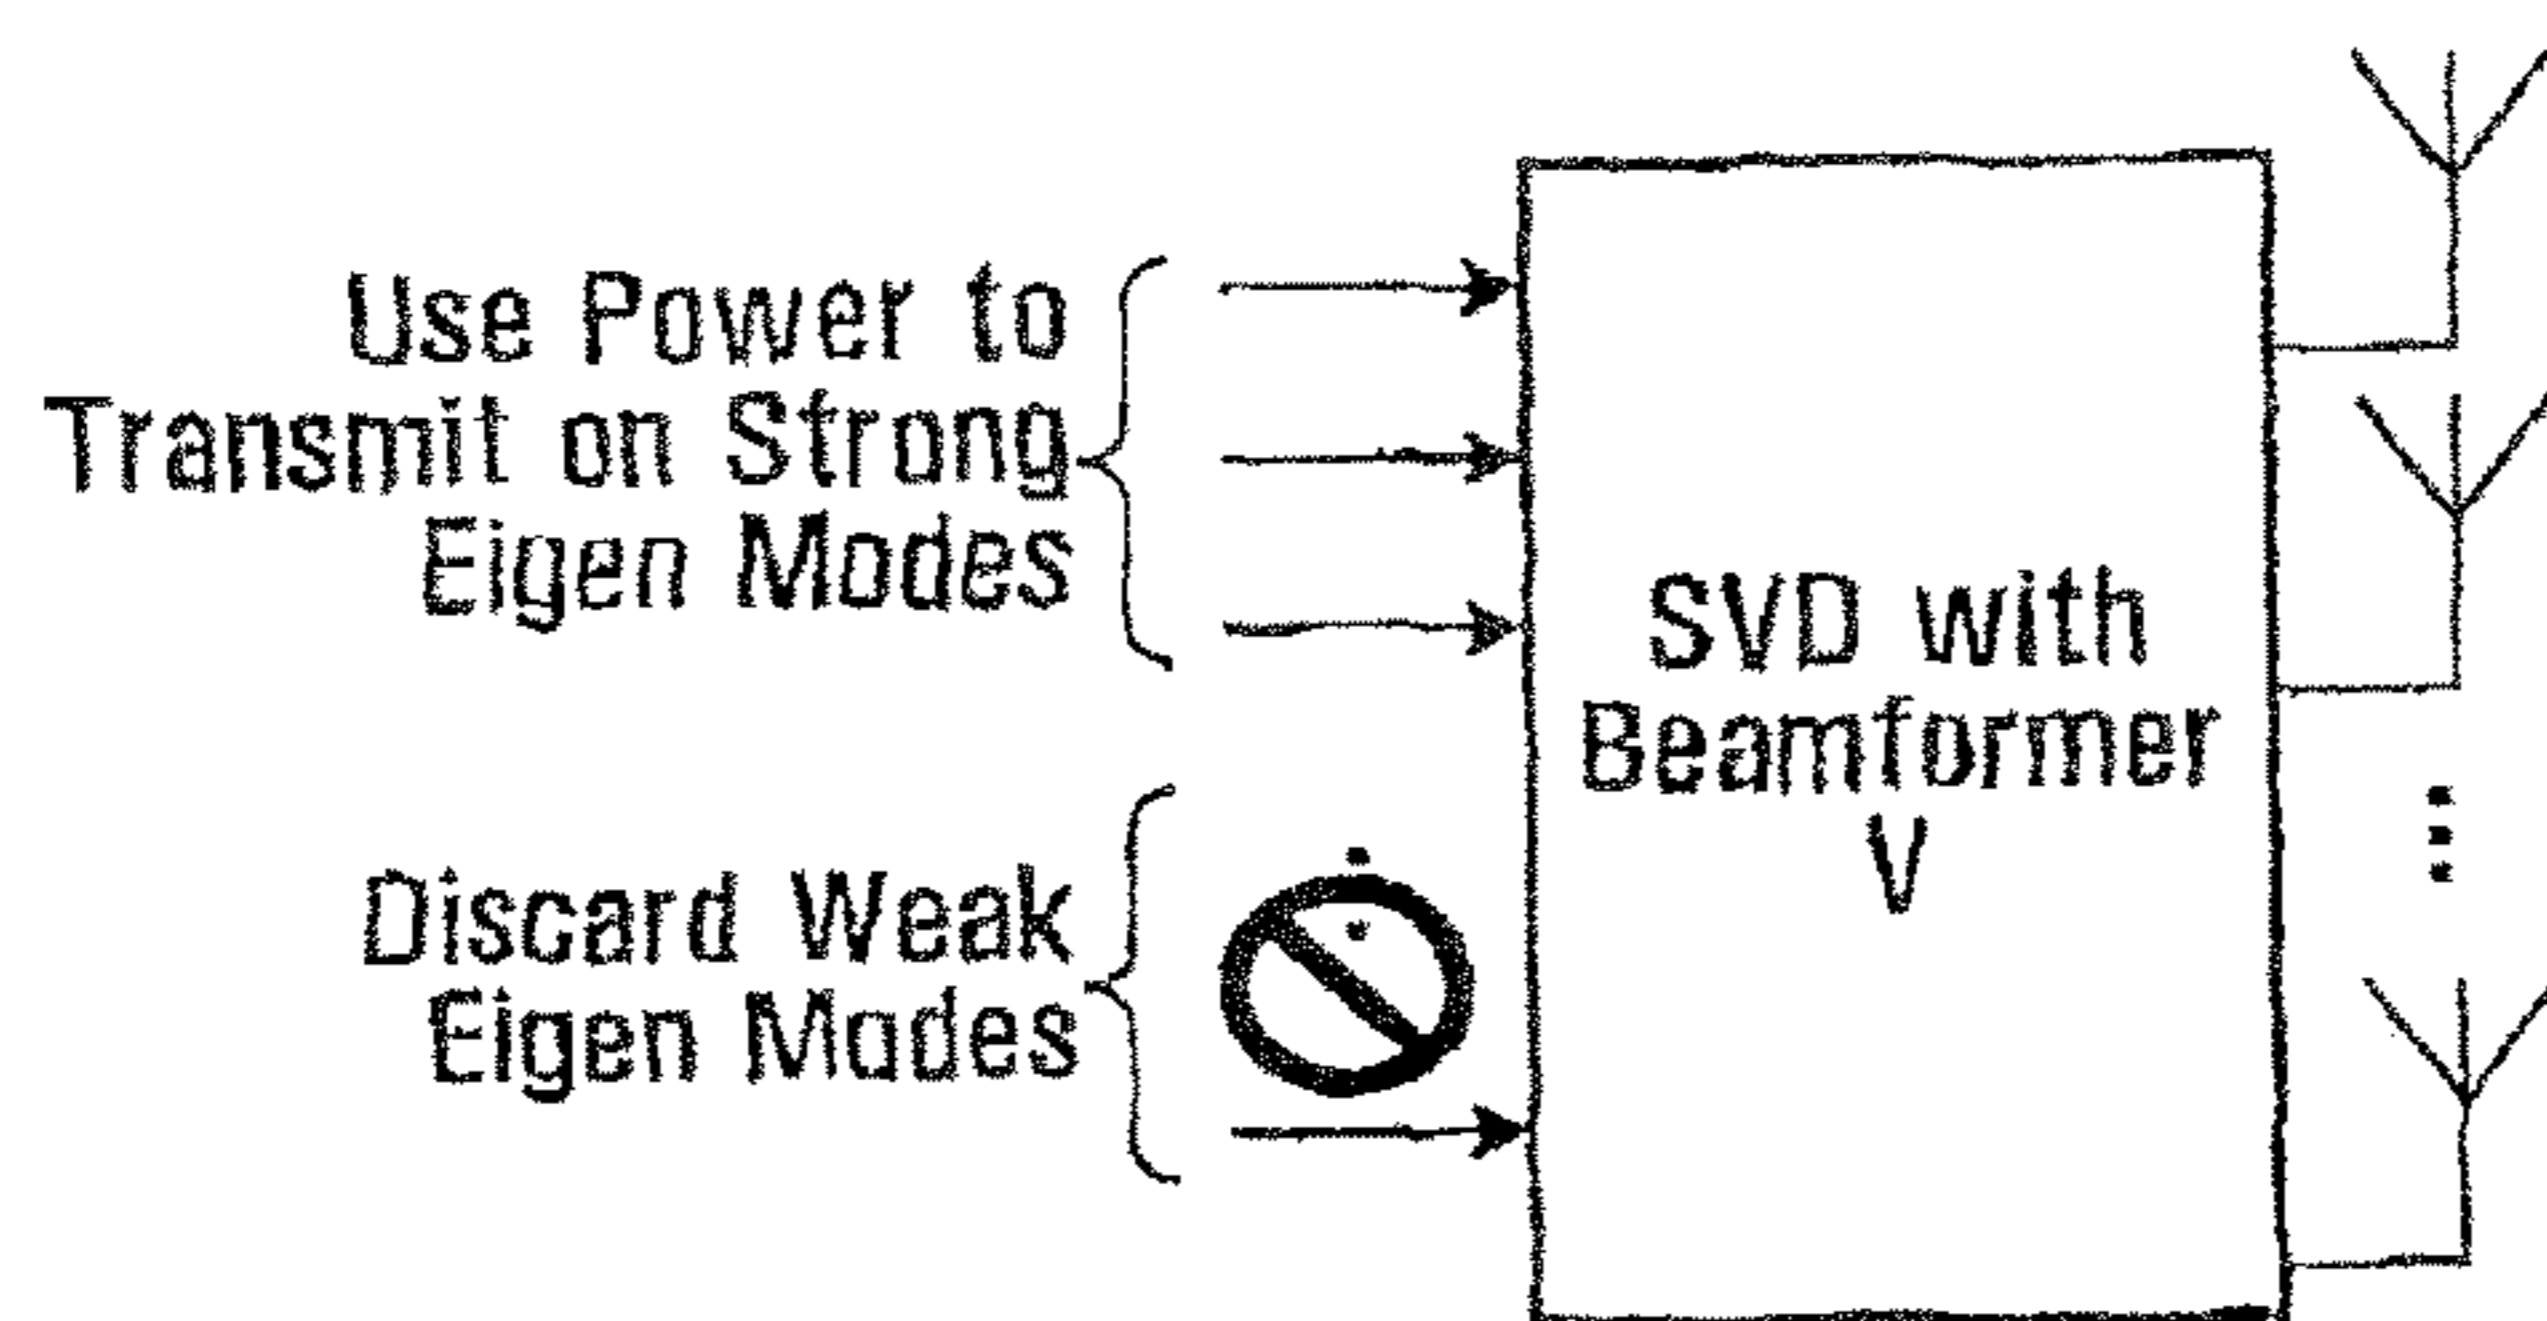 Use Power to
Transmit on Strong
Eigen Modes
Discard Weak
Eigen Modes
SVD with
Beamformer
V